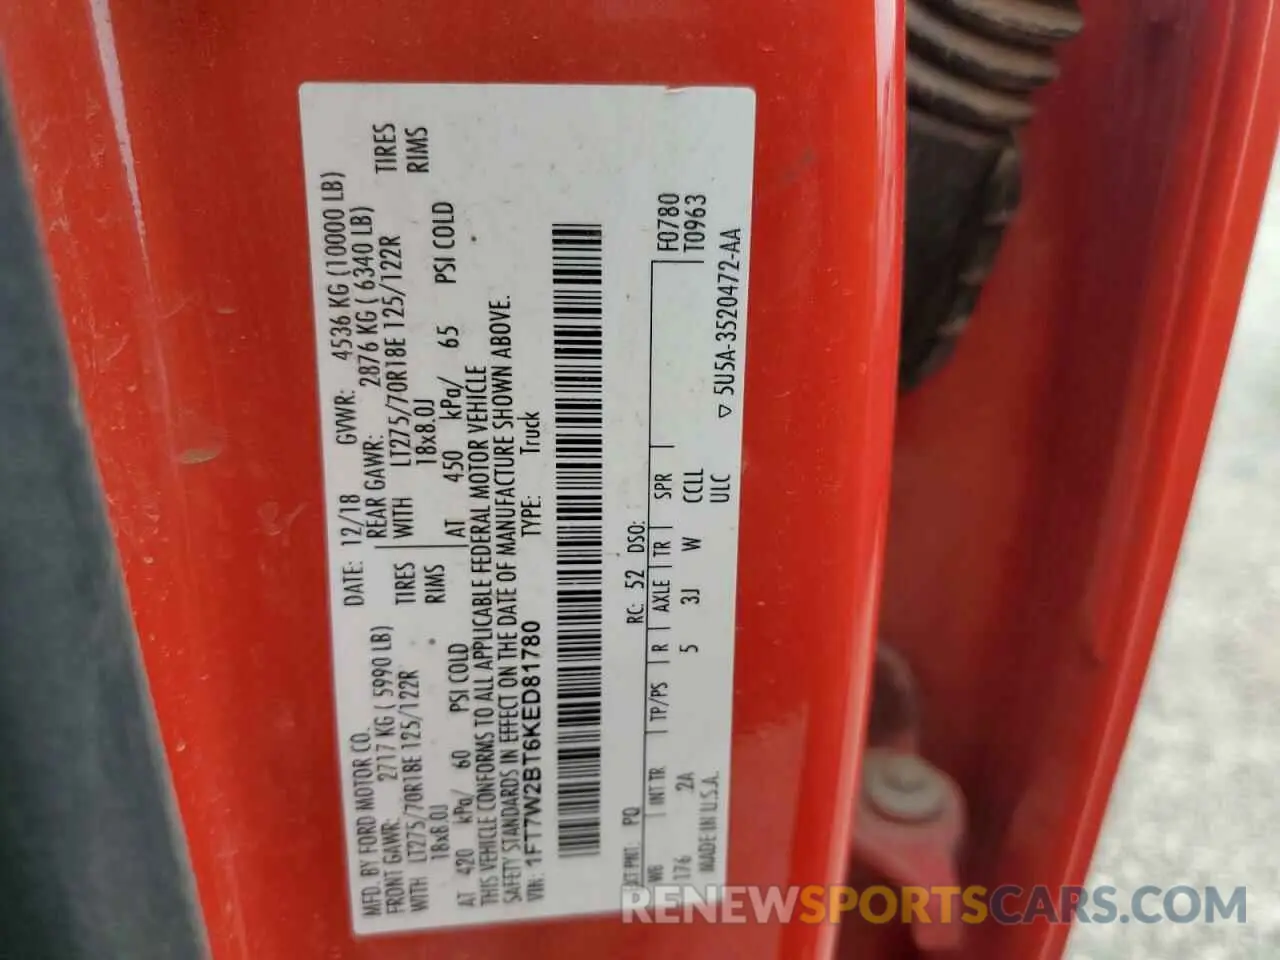 MFD. BY FORD MOTOR CO.
DATE: 12/18 GVWR: 4536 KG (10000 LB)
FRONT GAWR: 2717 KG ( 5990 LB)
REAR GAWR: 2876 KG ( 6340 LB)
WITH LT275/70R18E 125/122R TIRES
WITH LT275/70R18E 125/122R TIRES
18x8.0J RIMS
18x8.0J RIMS
AT 420 kPa/ 60 PSI COLD
AT 450 kPa/ 65 PSI COLD
THIS VEHICLE CONFORMS TO ALL APPLICABLE FEDERAL MOTOR VEHICLE
SAFETY STANDARDS IN EFFECT ON THE DATE OF MANUFACTURE SHOWN ABOVE.
VIN: 1FT7W2BT6KED81780 TYPE: Truck
EXT PNT: PQ RC: 52 DSO:
WB INT TR TP/PS R AXLE TR SPR F0780
176 2A 5 3J W CCLL T0963
MADE IN U.S.A. ULC
▽ 5U5A-3520472-AA
RENEWSPORTSCARS.COM